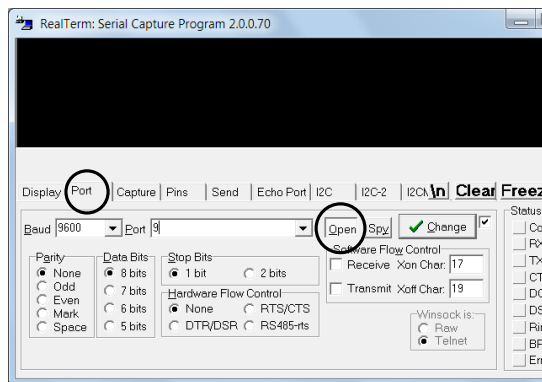 RealTerm: Serial Capture Program 2.0.0.70
Display Port Capture Pins Send Echo Port I2C I2C-2 \n Clear
Status
Baud 9600 Port 9 Open Spy Change
Parity Data Bits Stop Bits Software Flow Control
None 8 bits 1 bit 2 bits Receive Xon Char: 17
Odd 7 bits Hardware Flow Control Transmit Xoff Char: 19
Even 6 bits None RTS/CTS Winsock is:
Mark 5 bits DTR/DSR RS485-rts Raw
Space Telnet